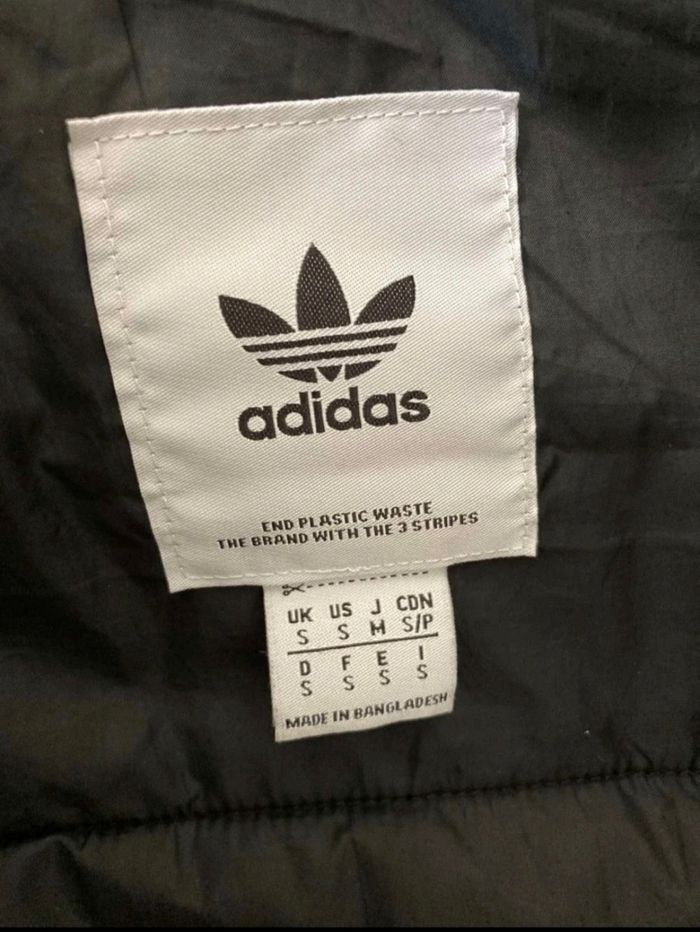 adidas
END PLASTIC WASTE
THE BRAND WITH THE 3 STRIPES
UK US J CDN
S S M S/P
D F E I
S S S S
MADE IN BANGLADESH